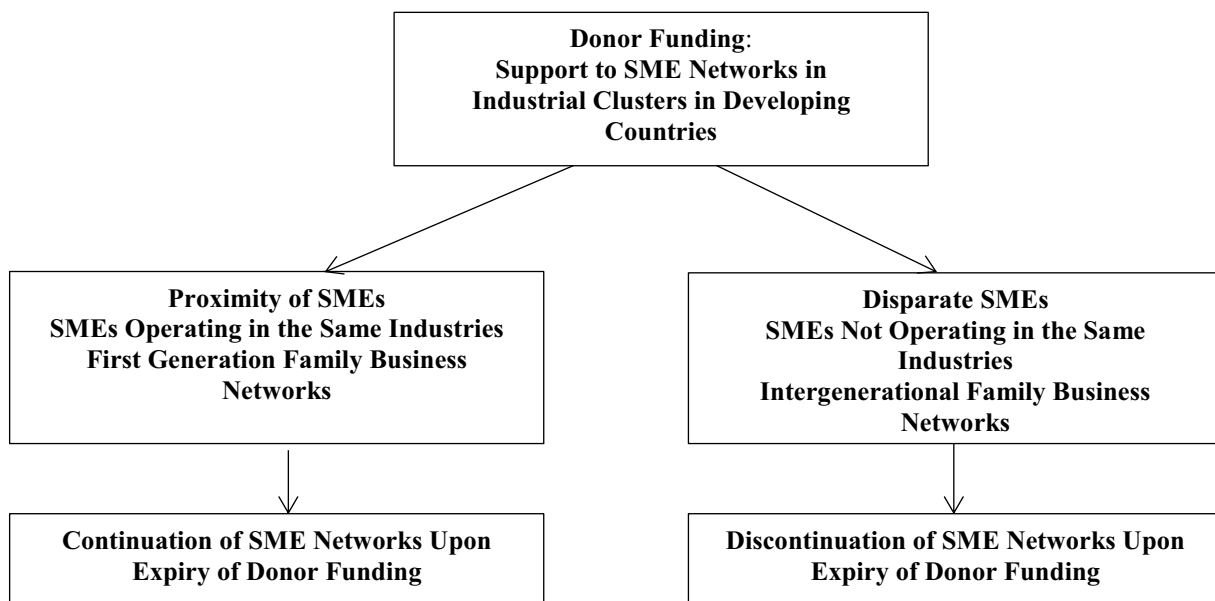 Donor Funding:
Support to SME Networks in
Industrial Clusters in Developing
Countries
Proximity of SMEs
SMEs Operating in the Same Industries
First Generation Family Business
Networks
Disparate SMEs
SMEs Not Operating in the Same
Industries
Intergenerational Family Business
Networks
Continuation of SME Networks Upon
Expiry of Donor Funding
Discontinuation of SME Networks Upon
Expiry of Donor Funding